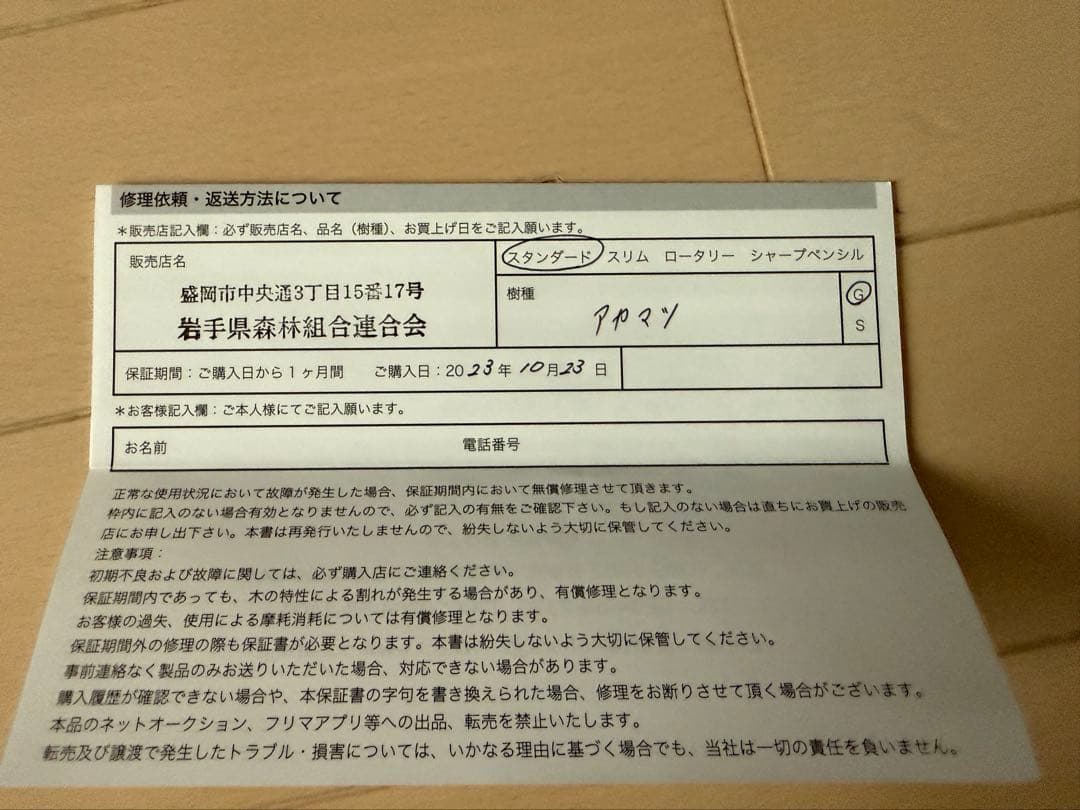 修理依頼・返送方法について
＊販売店記入欄：必ず販売店名、品名（樹種）、お買上げ日をご記入願います。
販売店名
盛岡市中央通3丁目15番17号
岩手県森林組合連合会
スタンダード スリム ロータリー シャープペンシル
樹種
アヤマツ
G
S
保証期間：ご購入日から1ヶ月間 ご購入日：2023年10月23日
＊お客様記入欄：ご本人様にてご記入願います。
お名前 電話番号
正常な使用状況において故障が発生した場合、保証期間内において無償修理させて頂きます。
枠内に記入のない場合有効となりませんので、必ず記入の有無をご確認下さい。もし記入のない場合は直ちにお買上げの販売
店にお申し出下さい。本書は再発行いたしませんので、紛失しないよう大切に保管してください。
注意事項：
初期不良および故障に関しては、必ず購入店にご連絡ください。
保証期間内であっても、木の特性による割れが発生する場合があり、有償修理となります。
お客様の過失、使用による摩耗消耗については有償修理となります。
保証期間外の修理の際も保証書が必要となります。本書は紛失しないよう大切に保管してください。
事前連絡なく製品のみお送りいただいた場合、対応できない場合があります。
購入履歴が確認できない場合や、本保証書の字句を書き換えられた場合、修理をお断りさせて頂く場合がございます。
本品のネットオークション、フリマアプリ等への出品、転売を禁止いたします。
転売及び譲渡で発生したトラブル・損害については、いかなる理由に基づく場合でも、当社は一切の責任を負いません。